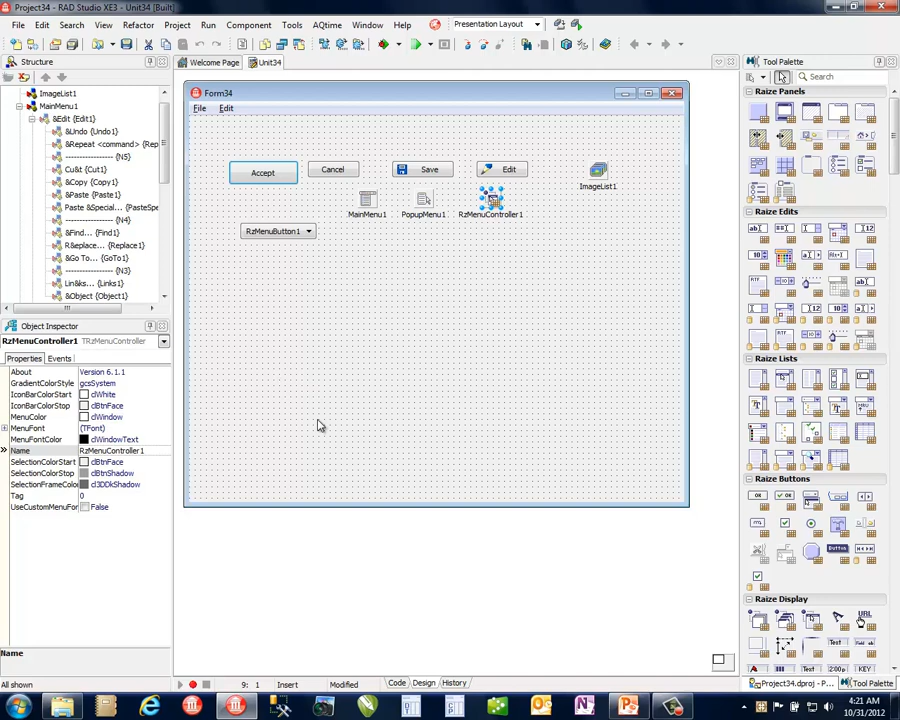 Project34 - RAD Studio XE3 - Unit34 [Built]
File Edit Search View Refactor Project Run Component Tools AQtime Window Help Presentation Layout
Structure
Welcome Page Unit34
Tool Palette
Search
ImageList1
MainMenu1
&Edit {Edit1}
&Undo {Undo1}
&Repeat <command> {Rep
---------------- {N5}
Cu&t {Cut1}
&Copy {Copy1}
&Paste {Paste1}
Paste &Special... {PasteSpe
---------------- {N4}
&Find... {Find1}
R&eplace... {Replace1}
&Go To... {GoTo1}
---------------- {N3}
Lin&ks... {Links1}
&Object {Object1}
Form34
File Edit
Accept Cancel Save Edit
ImageList1
MainMenu1 PopupMenu1 RzMenuController1
RzMenuButton1
Object Inspector
RzMenuController1 TRzMenuController
Properties Events
About Version 6.1.1
GradientColorStyle gcsSystem
IconBarColorStart clWhite
IconBarColorStop clBtnFace
MenuColor clWindow
MenuFont (TFont)
MenuFontColor clWindowText
Name RzMenuController1
SelectionColorStart clBtnFace
SelectionColorStop clBtnShadow
SelectionFrameColo cl3DDkShadow
Tag 0
UseCustomMenuFor False
Name
All shown
Raize Panels
Raize Edits
Raize Lists
Raize Buttons
Raize Display
9: 1 Insert Modified Code Design History
Project34.dproj - P... Tool Palette
4:21 AM
10/31/2012